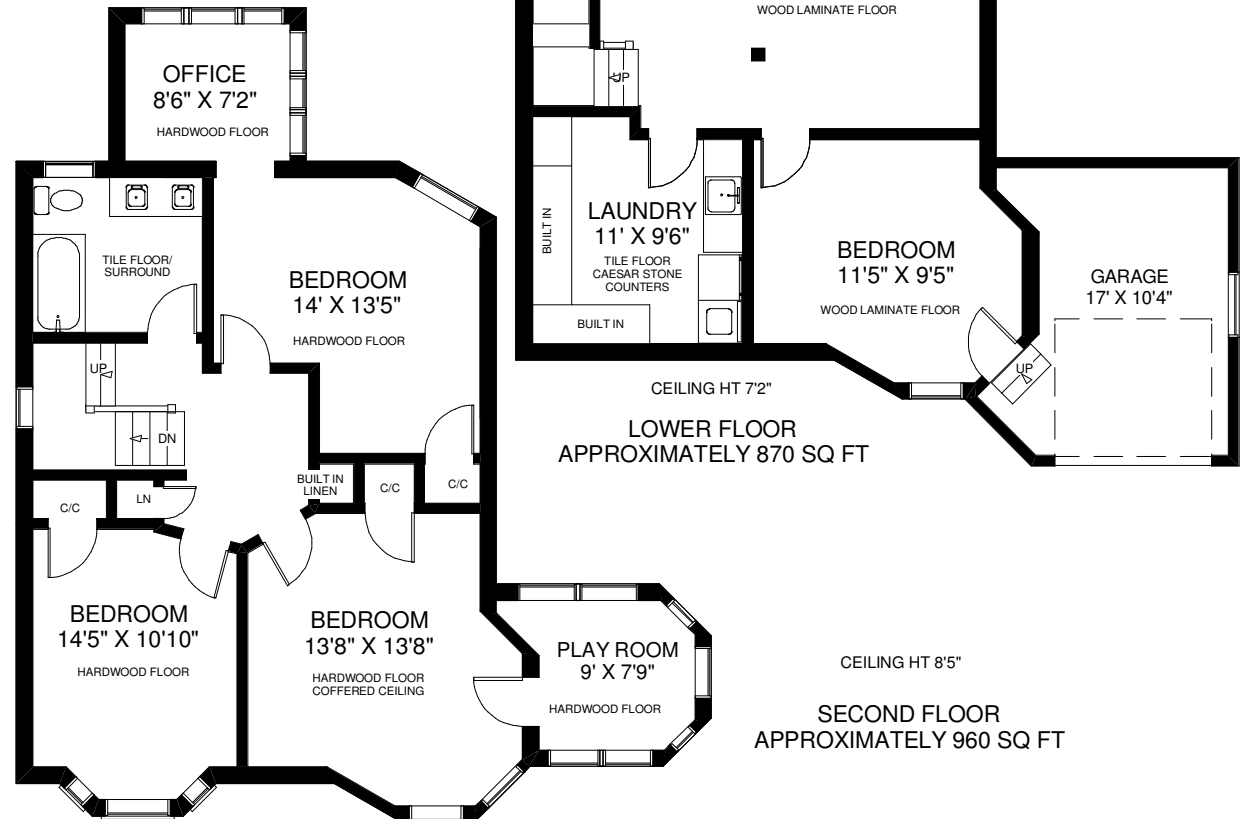 WOOD LAMINATE FLOOR
UP
OFFICE
8'6" X 7'2"
HARDWOOD FLOOR
TILE FLOOR/
SURROUND
BEDROOM
14' X 13'5"
HARDWOOD FLOOR
UP
DN
BUILT IN
LINEN
C/C
C/C
C/C
LN
BEDROOM
14'5" X 10'10"
HARDWOOD FLOOR
BEDROOM
13'8" X 13'8"
HARDWOOD FLOOR
COFFERED CEILING
PLAY ROOM
9' X 7'9"
HARDWOOD FLOOR
BUILT IN
LAUNDRY
11' X 9'6"
TILE FLOOR
CAESAR STONE
COUNTERS
BUILT IN
BEDROOM
11'5" X 9'5"
WOOD LAMINATE FLOOR
GARAGE
17' X 10'4"
UP
CEILING HT 7'2"
LOWER FLOOR
APPROXIMATELY 870 SQ FT
CEILING HT 8'5"
SECOND FLOOR
APPROXIMATELY 960 SQ FT